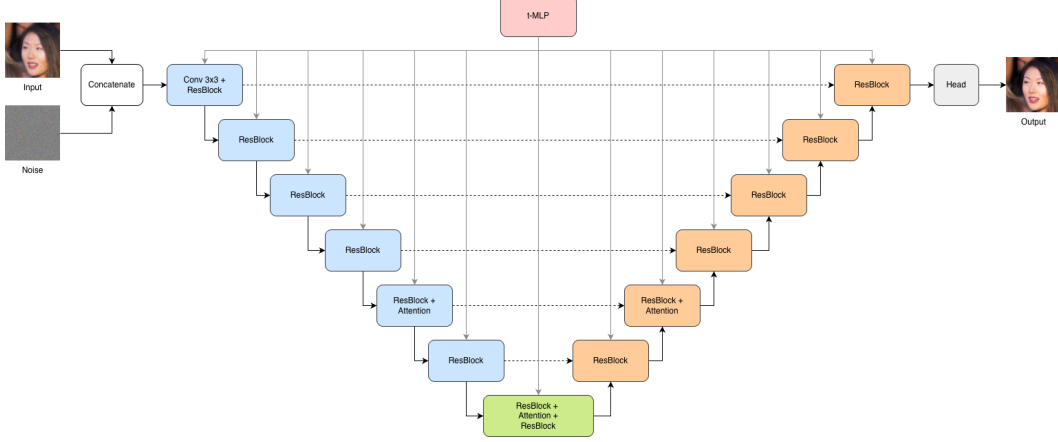 t-MLP
Input
Concatenate
Noise
Conv 3x3 +
ResBlock
ResBlock
Head
Output
ResBlock
ResBlock
ResBlock
ResBlock
ResBlock
ResBlock
ResBlock +
Attention
ResBlock +
Attention
ResBlock
ResBlock
ResBlock +
Attention +
ResBlock